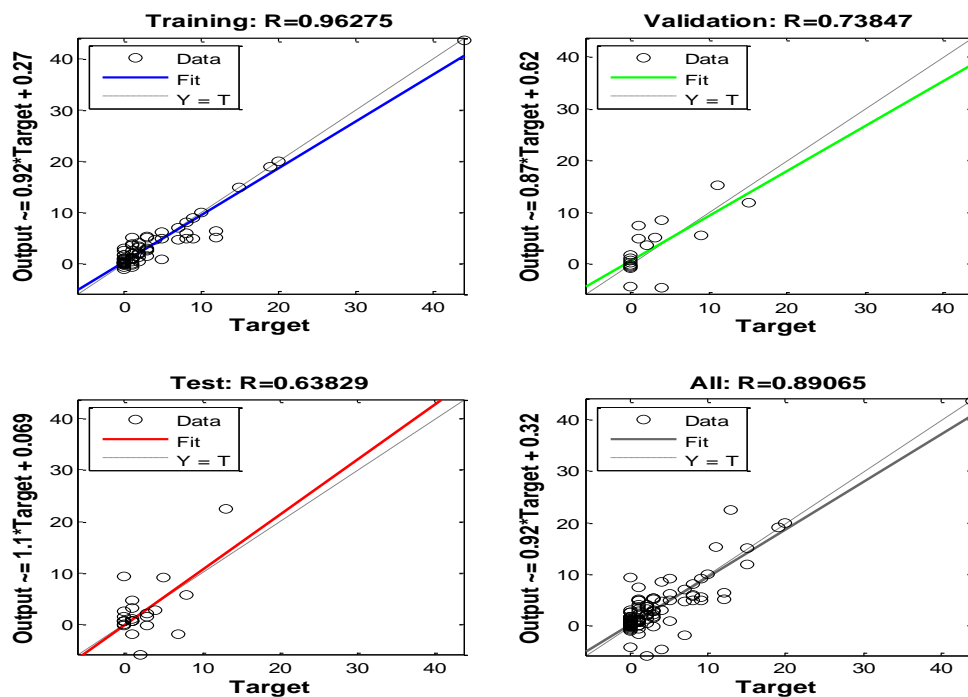 Training: R=0.96275
Output ~= 0.92*Target + 0.27
Data
Fit
Y = T
40
30
20
10
0
0
10
20
30
40
Target
Validation: R=0.73847
Output ~= 0.87*Target + 0.62
Data
Fit
Y = T
40
30
20
10
0
0
10
20
30
40
Target
Test: R=0.63829
Output ~= 1.1*Target + 0.069
Data
Fit
Y = T
40
30
20
10
0
0
10
20
30
40
Target
All: R=0.89065
Output ~= 0.92*Target + 0.32
Data
Fit
Y = T
40
30
20
10
0
0
10
20
30
40
Target